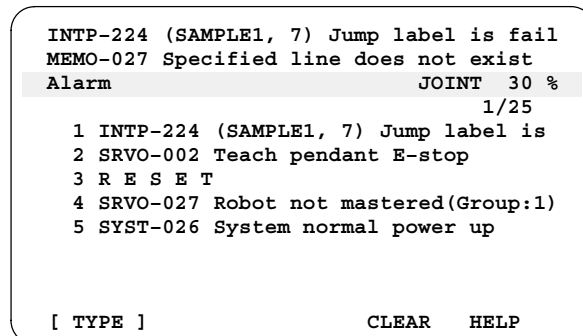 INTP–224 (SAMPLE1, 7) Jump label is fail
MEMO–027 Specified line does not exist
Alarm JOINT 30 %
1/25
1 INTP–224 (SAMPLE1, 7) Jump label is
2 SRVO–002 Teach pendant E–stop
3 R E S E T
4 SRVO–027 Robot not mastered(Group:1)
5 SYST–026 System normal power up
[ TYPE ] CLEAR HELP